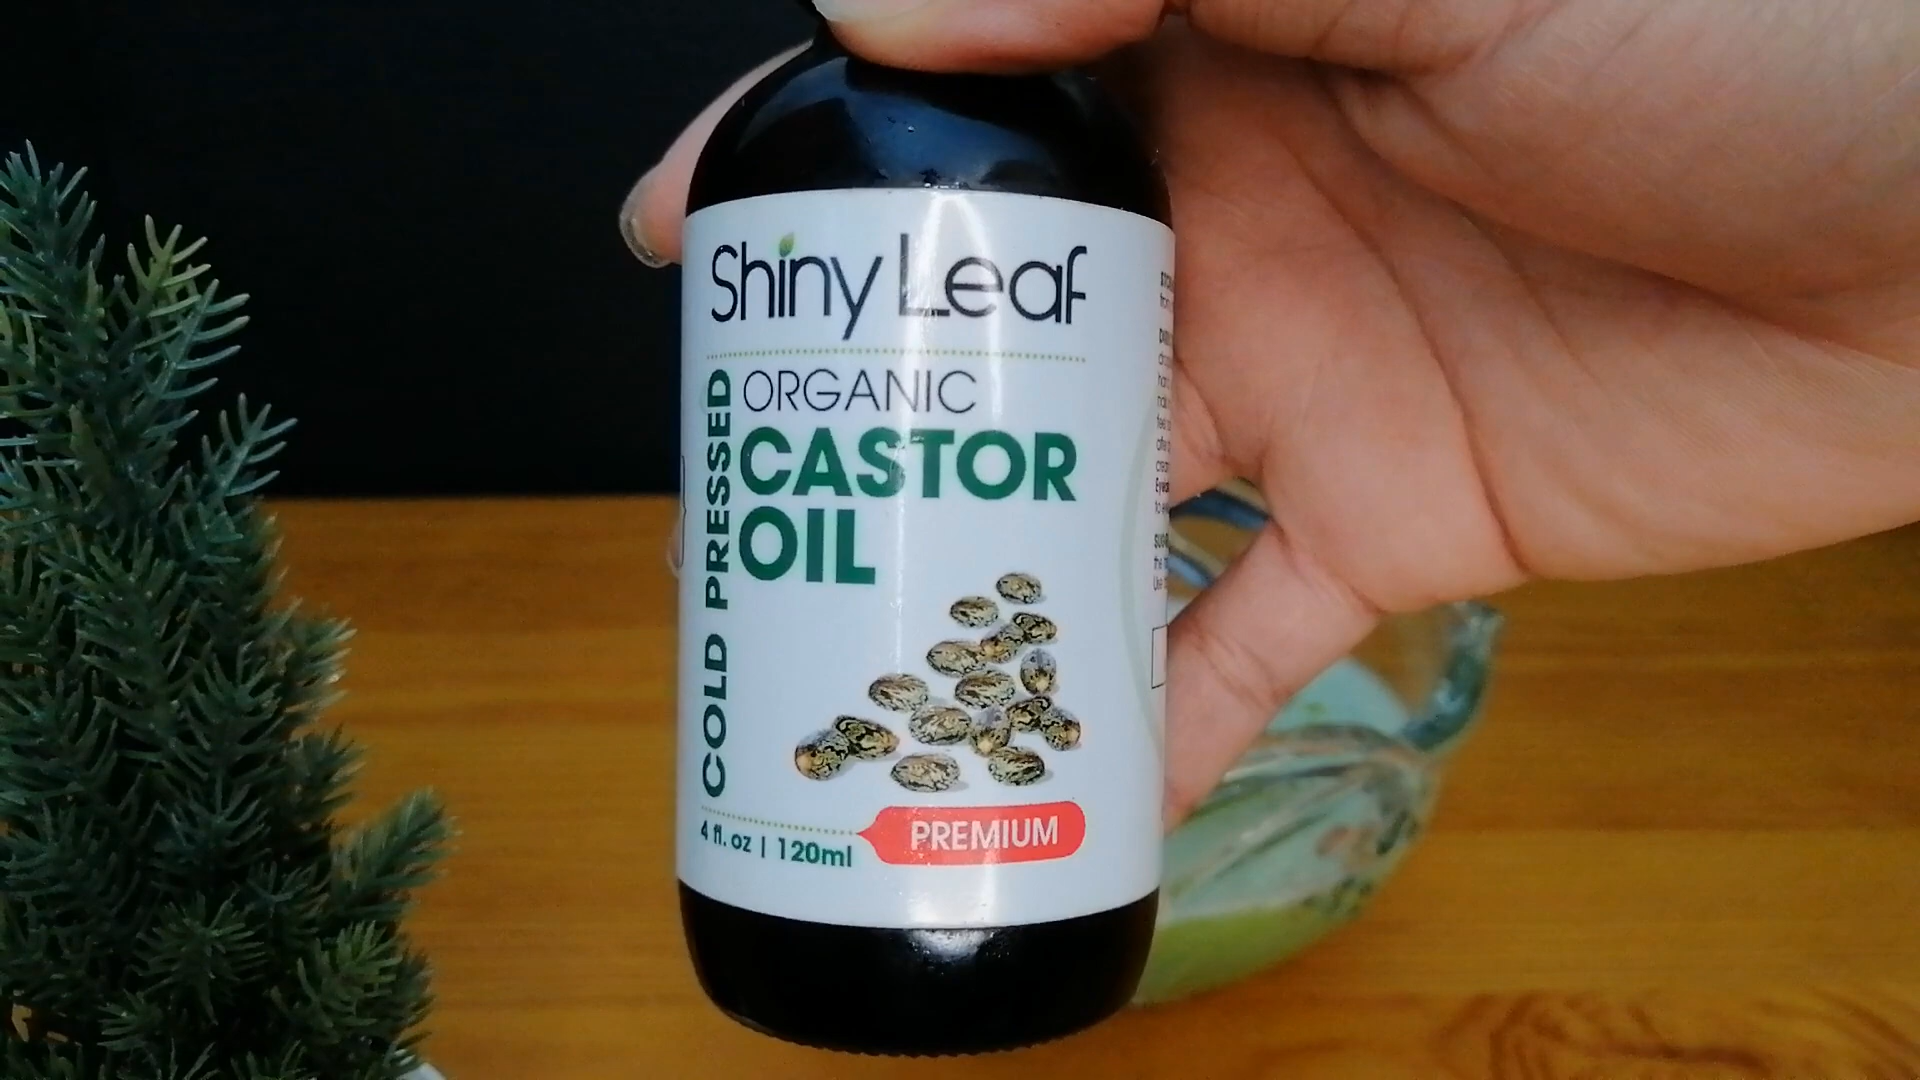 Shiny Leaf
COLD PRESSED
ORGANIC
CASTOR
OIL
4 fl. oz | 120ml
PREMIUM